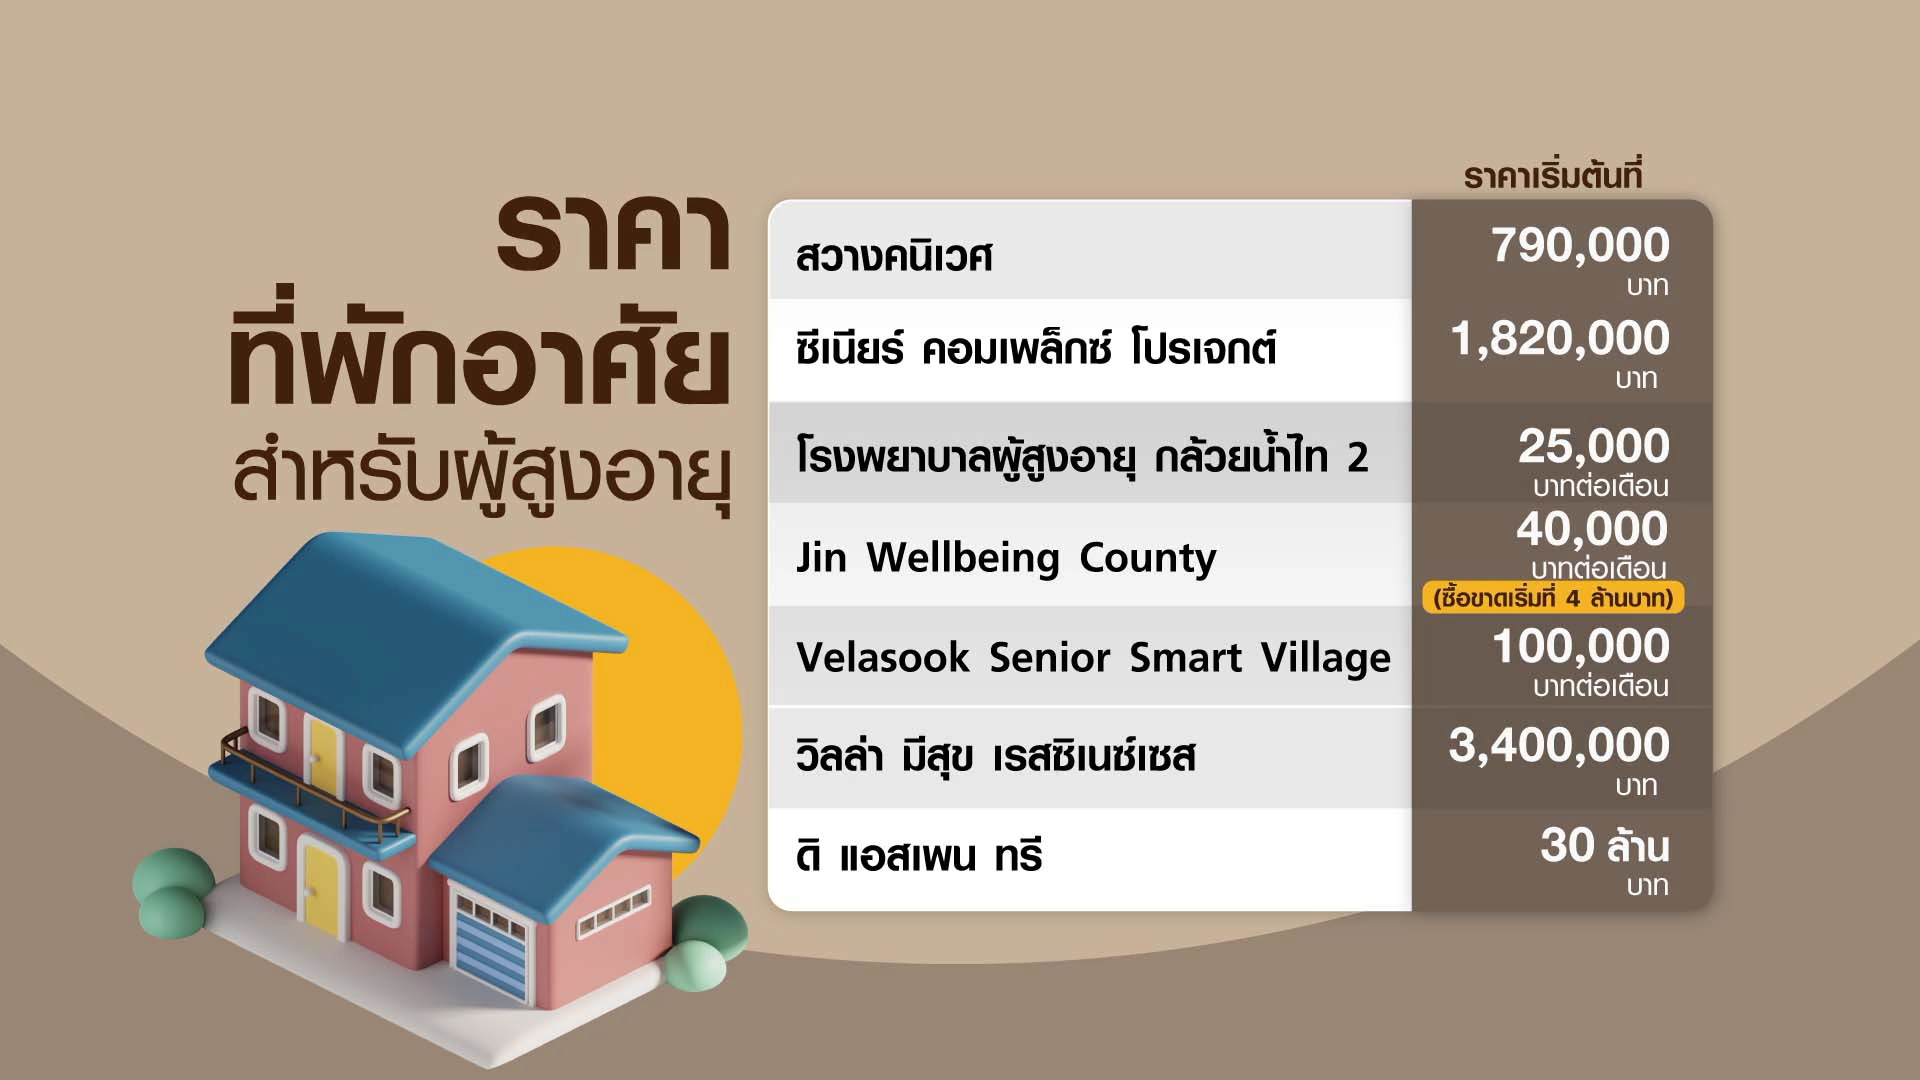 ราคา
ที่พักอาศัย
สำหรับผู้สูงอายุ
ราคาเริ่มต้นที่
สวางคนิเวศ
790,000
บาท
ซีเนียร์ คอมเพล็กซ์ โปรเจกต์
1,820,000
บาท
โรงพยาบาลผู้สูงอายุ กล้วยน้ำไท 2
25,000
บาทต่อเดือน
Jin Wellbeing County
40,000
บาทต่อเดือน
(ซื้อขาดเริ่มที่ 4 ล้านบาท)
Velasook Senior Smart Village
100,000
บาทต่อเดือน
วิลล่า มีสุข เรสซิเนซ์เซส
3,400,000
บาท
ดิ แอสเพน ทรี
30 ล้าน
บาท